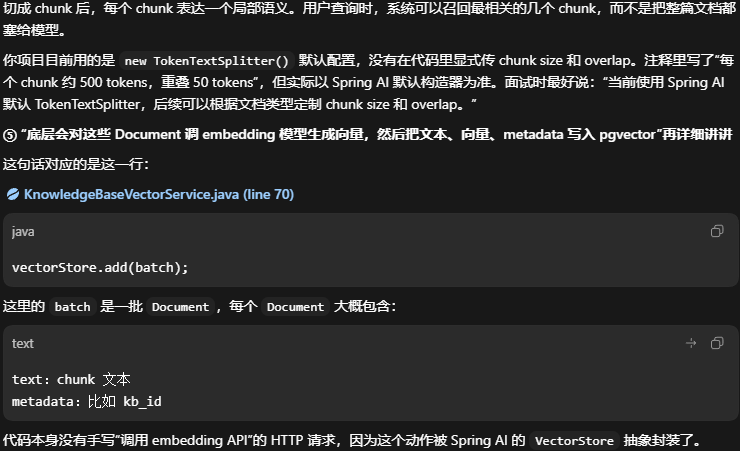 切成 chunk 后，每个 chunk 表达一个局部语义。用户查询时，系统可以召回最相关的几个 chunk，而不是把整篇文档都
塞给模型。
你项目目前用的是 new TokenTextSplitter() 默认配置，没有在代码里显式传 chunk size 和 overlap。注释里写了“每
个 chunk 约 500 tokens，重叠 50 tokens”，但实际以 Spring AI 默认构造器为准。面试时最好说：“当前使用 Spring AI
默认 TokenTextSplitter，后续可以根据文档类型定制 chunk size 和 overlap。”
⑤ “底层会对这些 Document 调 embedding 模型生成向量，然后把文本、向量、metadata 写入 pgvector”再详细讲讲
这句话对应的是这一行：
KnowledgeBaseVectorService.java (line 70)
java
vectorStore.add(batch);
这里的 batch 是一批 Document，每个 Document 大概包含：
text
text: chunk 文本
metadata: 比如 kb_id
代码本身没有手写“调用 embedding API”的 HTTP 请求，因为这个动作被 Spring AI 的 VectorStore 抽象封装了。